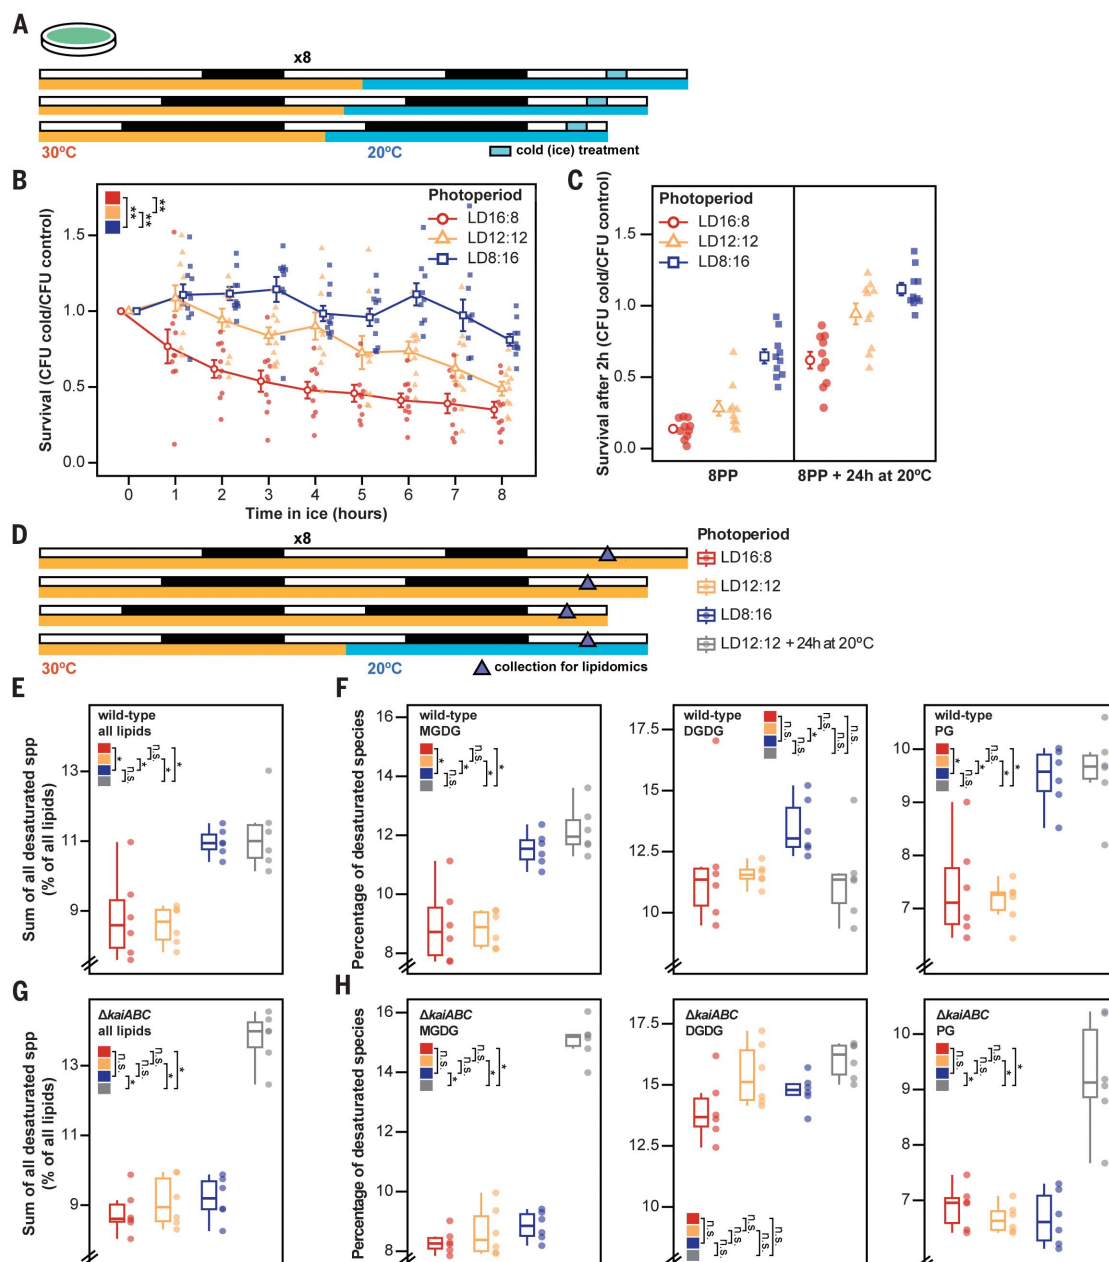 A
x8
30ºC
20ºC
cold (ice) treatment
B
Survival (CFU cold/CFU control)
1.5
1.0
0.5
0.0
**
**
**
Photoperiod
LD16:8
LD12:12
LD8:16
0 1 2 3 4 5 6 7 8
Time in ice (hours)
C
Survival after 2h (CFU cold/CFU control)
1.5
1.0
0.5
0.0
Photoperiod
LD16:8
LD12:12
LD8:16
8PP
8PP + 24h at 20ºC
D
x8
30ºC
20ºC
collection for lipidomics
Photoperiod
LD16:8
LD12:12
LD8:16
LD12:12 + 24h at 20ºC
E
Sum of all desaturated spp
(% of all lipids)
13
11
9
wild-type
all lipids
* n.s. * n.s. * *
F
Percentage of desaturated species
16
14
12
10
8
wild-type
MGDG
* n.s. * n.s. * *
17.5
15
12.5
10
wild-type
DGDG
n.s. n.s. * n.s. n.s. n.s.
10
9
8
7
wild-type
PG
* n.s. * n.s. * *
G
Sum of all desaturated spp
(% of all lipids)
13
11
9
ΔkaiABC
all lipids
n.s. * n.s. n.s. * *
H
Percentage of desaturated species
16
14
12
10
8
ΔkaiABC
MGDG
n.s. * n.s. n.s. * *
17.5
15
12.5
10
ΔkaiABC
DGDG
n.s. n.s. n.s. n.s. n.s. n.s.
10
9
8
7
ΔkaiABC
PG
n.s. * n.s. n.s. * *